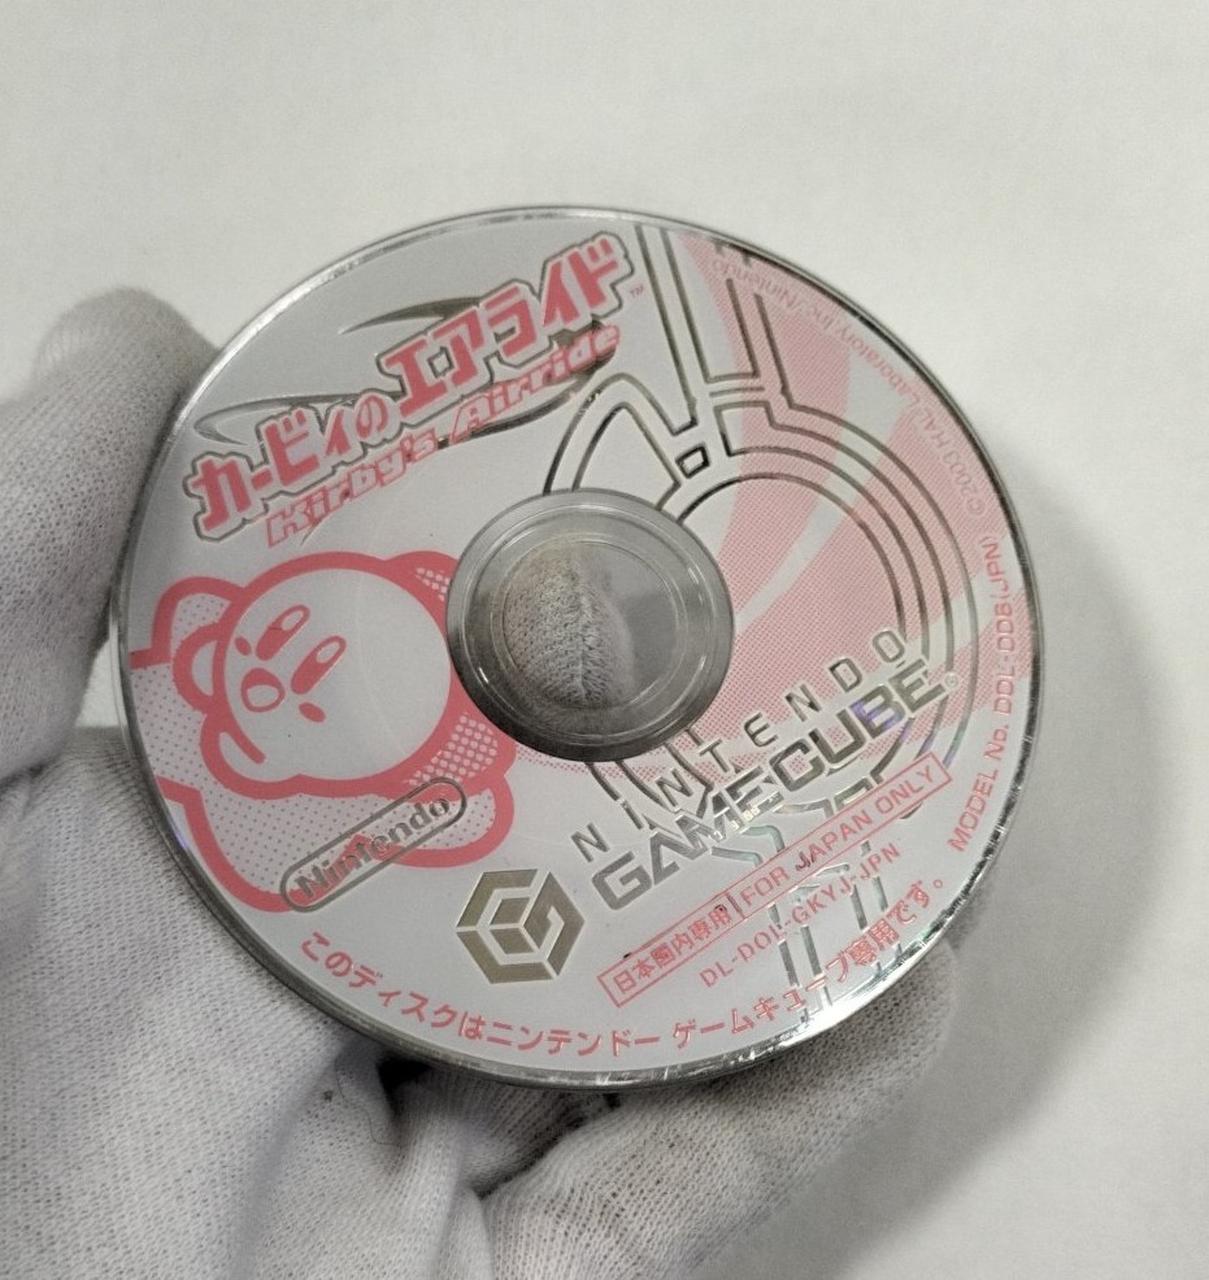 カービィのエアライド™
Kirby's Airride
©2003 HAL Laboratory, Inc./Nintendo
MODEL No. DOL-006(JPN)
Nintendo
NINTENDO
GAMECUBE®
日本国内専用 FOR JAPAN ONLY
DL-DOL-GKYJ-JPN
このディスクはニンテンドー ゲームキューブ専用です。